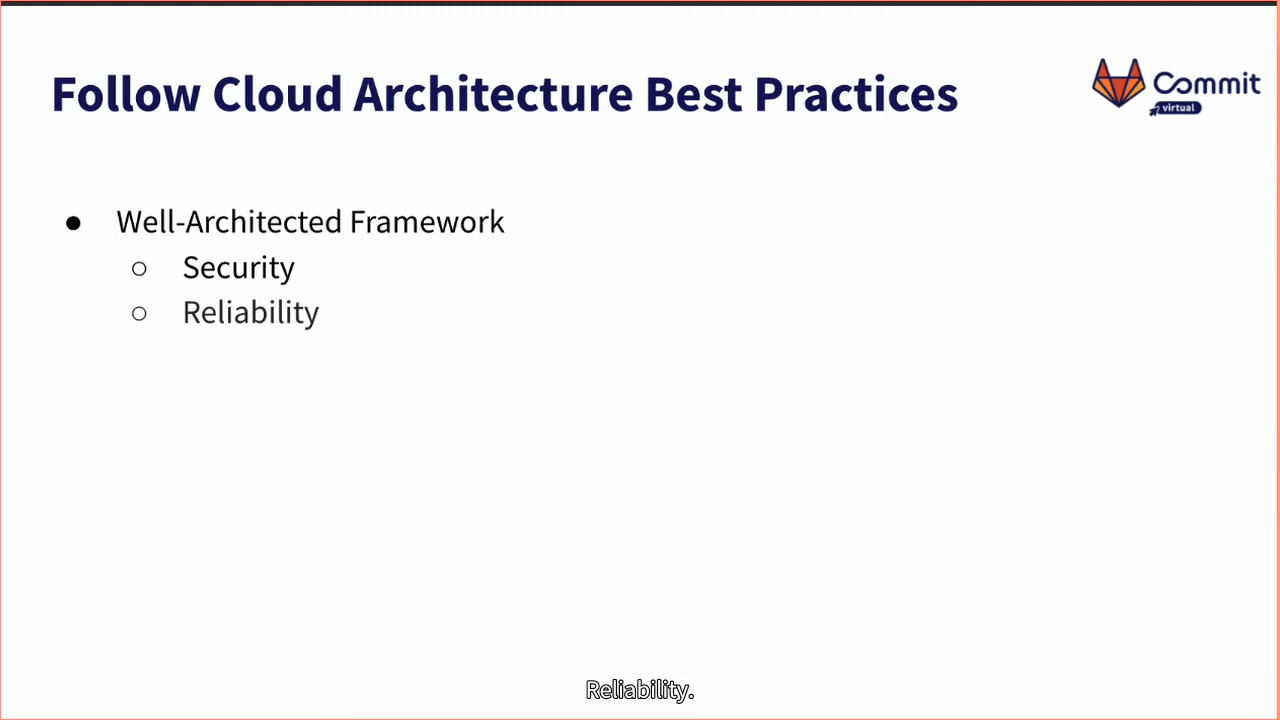 Follow Cloud Architecture Best Practices
Commit
virtual
● Well-Architected Framework
○ Security
○ Reliability
Reliability.